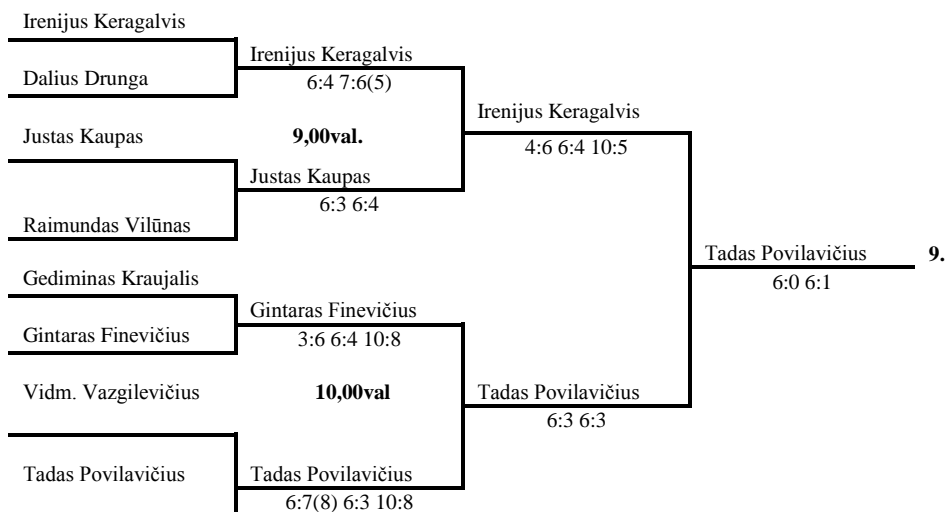 Irenijus Keragalvis
Irenijus Keragalvis
Dalius Drunga
6:4 7:6(5)
Irenijus Keragalvis
Justas Kaupas
9,00val.
4:6 6:4 10:5
Justas Kaupas
6:3 6:4
Raimundas Vilūnas
Tadas Povilavičius
9.
6:0 6:1
Gediminas Kraujalis
Gintaras Finevičius
Gintaras Finevičius
3:6 6:4 10:8
Vidm. Vazgilevičius
10,00val
Tadas Povilavičius
6:3 6:3
Tadas Povilavičius
Tadas Povilavičius
6:7(8) 6:3 10:8